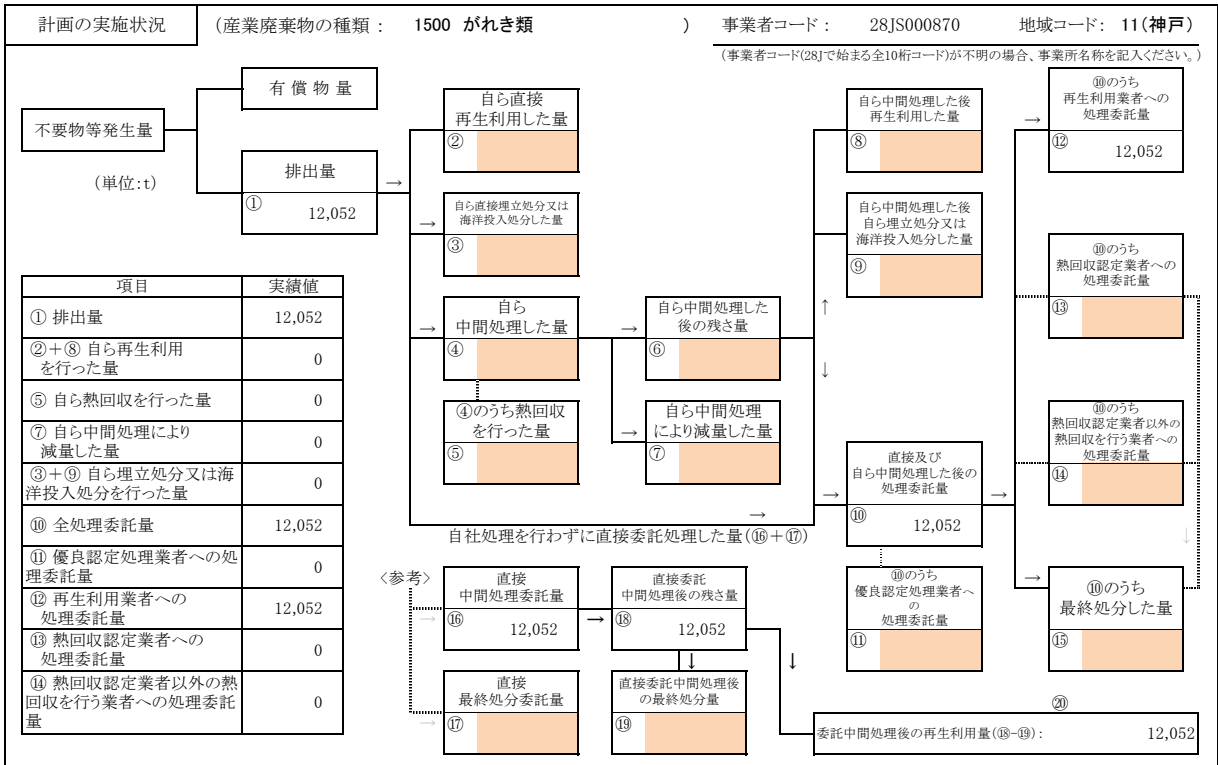 計画の実施状況
(産業廃棄物の種類 : 1500 がれき類 )
事業者コード : 28JS000870
地域コード: 11(神戸)
(事業者コード(28Jで始まる全10桁コード)が不明の場合、事業所名称を記入ください。)
不要物等発生量
(単位:t)
有償物量
排出量
① 12,052
→
自ら直接
再生利用した量
②
→
自ら直接埋立処分又は
海洋投入処分した量
③
→
自ら
中間処理した量
④
④のうち熱回収
を行った量
⑤
→
自ら中間処理した
後の残さ量
⑥
→
自ら中間処理
により減量した量
⑦
自ら中間処理した後
再生利用した量
⑧
自ら中間処理した後
自ら埋立処分又は
海洋投入処分した量
⑨
↑
↓
→
自社処理を行わずに直接委託処理した量(⑯+⑰)
→
直接及び
自ら中間処理した後の
処理委託量
⑩ 12,052
→
⑩のうち
優良認定処理業者へ
の
処理委託量
⑪
→
⑩のうち
再生利用業者への
処理委託量
⑫ 12,052
⑩のうち
熱回収認定業者への
処理委託量
⑬
⑩のうち
熱回収認定業者以外の
熱回収を行う業者への
処理委託量
⑭
↓
→
⑩のうち
最終処分した量
⑮
項目 実績値
① 排出量 12,052
②+⑧ 自ら再生利用
を行った量 0
⑤ 自ら熱回収を行った量 0
⑦ 自ら中間処理により
減量した量 0
③+⑨ 自ら埋立処分又は海
洋投入処分を行った量 0
⑩ 全処理委託量 12,052
⑪ 優良認定処理業者への処
理委託量 0
⑫ 再生利用業者への
処理委託量 12,052
⑬ 熱回収認定業者への
処理委託量 0
⑭ 熱回収認定業者以外の熱
回収を行う業者への処理委託
量 0
〈参考〉
→
直接
中間処理委託量
⑯ 12,052
→
直接委託
中間処理後の残さ量
⑱ 12,052
→
直接
最終処分委託量
⑰
↓
直接委託中間処理後
の最終処分量
⑲
↓
⑳
委託中間処理後の再生利用量(⑱-⑲) : 12,052